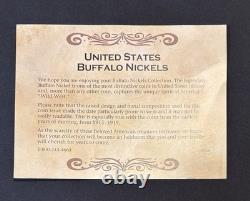 UNITED STATES
BUFFALO NICKELS
We hope you are enjoying your Buffalo Nickels Collection. The legendary
Buffalo Nickel is one of the most distinctive coins in United States history
and, more than any other, captures the unique spirit of America's
"Wild West."
Please note that the raised design and metal composition used for this
coin issue made the date particularly prone to wear, and it may not be
easily readable. This is especially true with the coins from the earliest
years of minting, from 1913-1919.
As the scarcity of these beloved American treasures increases we hope
that this collection will be an heirloom that you and your family will
cherish for years to come.